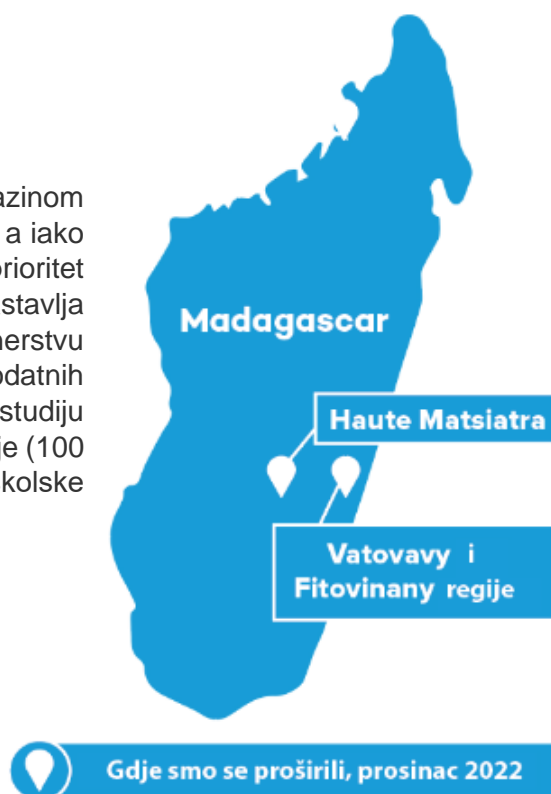 azinom
a iako
rioritet
stavlja
nerstvu
odatnih
studiju
je (100
kolske
Madagascar
Haute Matsiatra
Vatovavy i
Fitovinany regije
Gdje smo se proširili, prosinac 2022